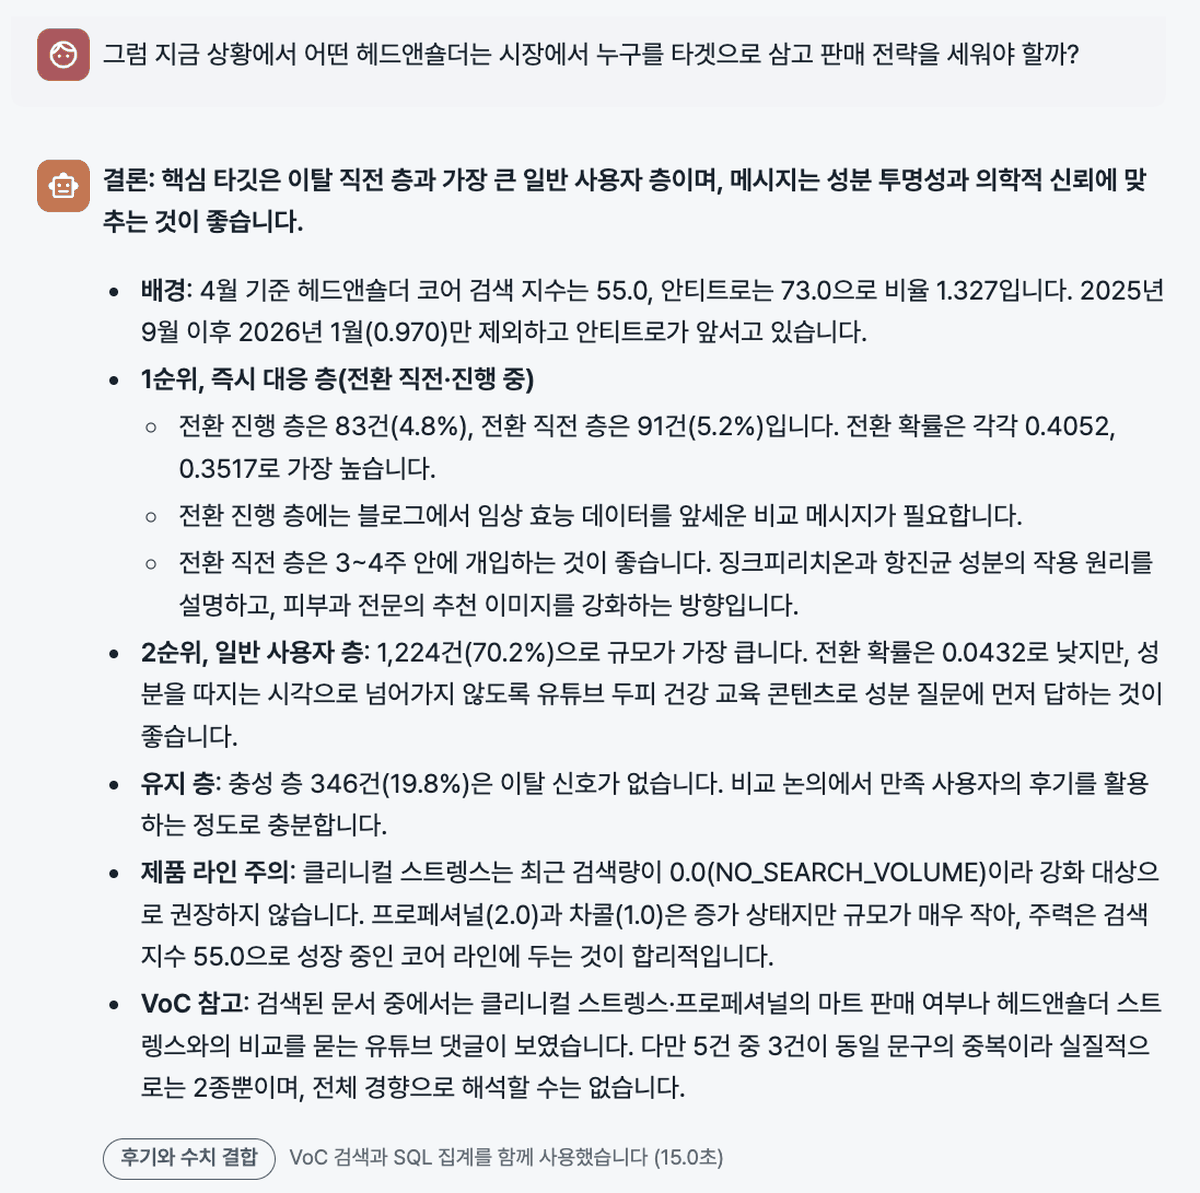 그럼 지금 상황에서 어떤 헤드앤숄더는 시장에서 누구를 타겟으로 삼고 판매 전략을 세워야 할까?
결론: 핵심 타깃은 이탈 직전 층과 가장 큰 일반 사용자 층이며, 메시지는 성분 투명성과 의학적 신뢰에 맞
추는 것이 좋습니다.
• 배경: 4월 기준 헤드앤숄더 코어 검색 지수는 55.0, 안티트로는 73.0으로 비율 1.327입니다. 2025년
9월 이후 2026년 1월(0.970)만 제외하고 안티트로가 앞서고 있습니다.
• 1순위, 즉시 대응 층(전환 직전·진행 중)
◦ 전환 진행 층은 83건(4.8%), 전환 직전 층은 91건(5.2%)입니다. 전환 확률은 각각 0.4052,
0.3517로 가장 높습니다.
◦ 전환 진행 층에는 블로그에서 임상 효능 데이터를 앞세운 비교 메시지가 필요합니다.
◦ 전환 직전 층은 3~4주 안에 개입하는 것이 좋습니다. 징크피리치온과 항진균 성분의 작용 원리를
설명하고, 피부과 전문의 추천 이미지를 강화하는 방향입니다.
• 2순위, 일반 사용자 층: 1,224건(70.2%)으로 규모가 가장 큽니다. 전환 확률은 0.0432로 낮지만, 성
분을 따지는 시각으로 넘어가지 않도록 유튜브 두피 건강 교육 콘텐츠로 성분 질문에 먼저 답하는 것이
좋습니다.
• 유지 층: 충성 층 346건(19.8%)은 이탈 신호가 없습니다. 비교 논의에서 만족 사용자의 후기를 활용
하는 정도로 충분합니다.
• 제품 라인 주의: 클리니컬 스트렝스는 최근 검색량이 0.0(NO_SEARCH_VOLUME)이라 강화 대상으
로 권장하지 않습니다. 프로페셔널(2.0)과 차콜(1.0)은 증가 상태지만 규모가 매우 작아, 주력은 검색
지수 55.0으로 성장 중인 코어 라인에 두는 것이 합리적입니다.
• VoC 참고: 검색된 문서 중에서는 클리니컬 스트렝스·프로페셔널의 마트 판매 여부나 헤드앤숄더 스트
렝스와의 비교를 묻는 유튜브 댓글이 보였습니다. 다만 5건 중 3건이 동일 문구의 중복이라 실질적으
로는 2종뿐이며, 전체 경향으로 해석할 수는 없습니다.
후기와 수치 결합 VoC 검색과 SQL 집계를 함께 사용했습니다 (15.0초)